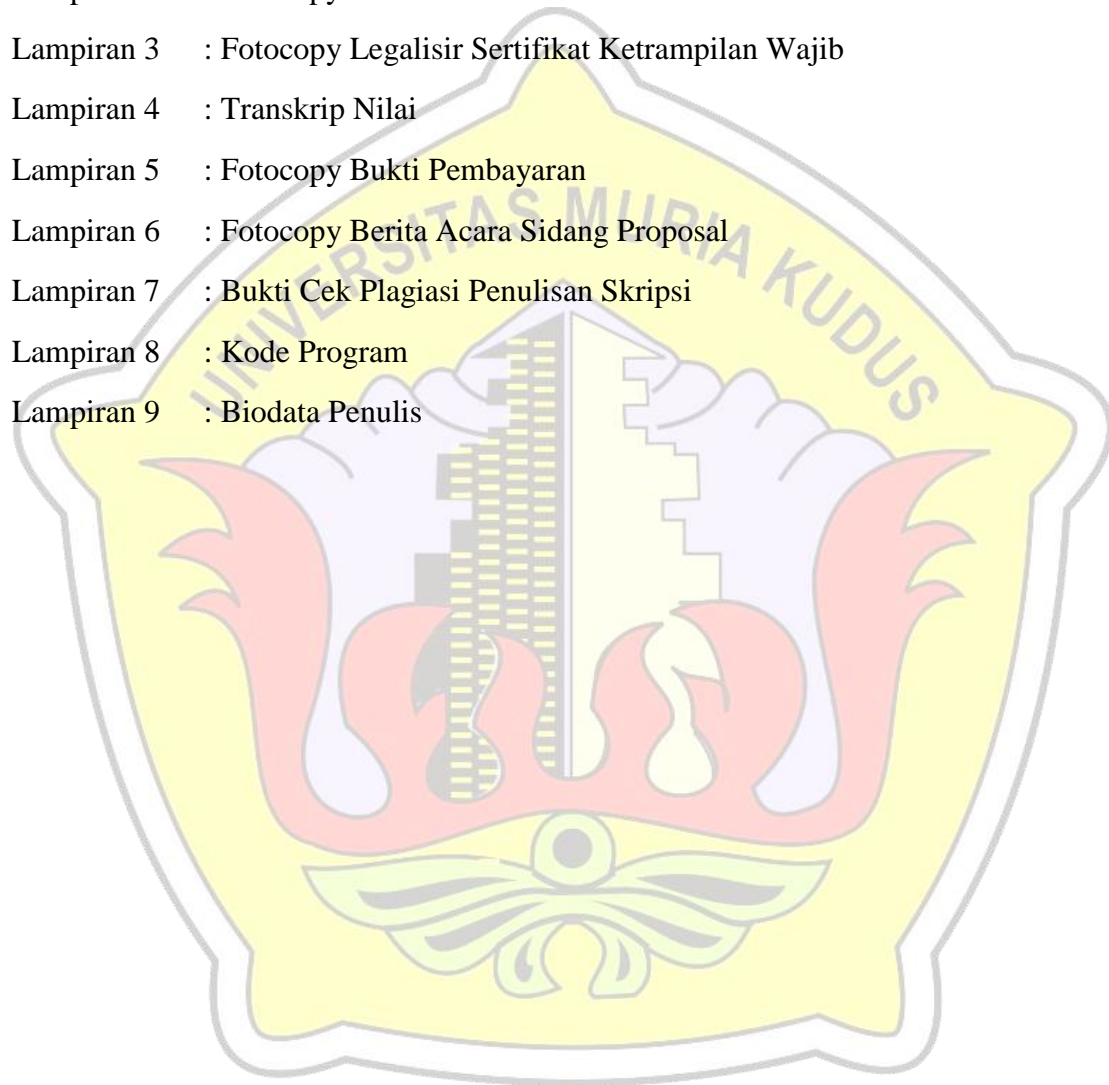 Lampiran 3 : Fotocopy Legalisir Sertifikat Ketrampilan Wajib
Lampiran 4 : Transkrip Nilai
Lampiran 5 : Fotocopy Bukti Pembayaran
Lampiran 6 : Fotocopy Berita Acara Sidang Proposal
Lampiran 7 : Bukti Cek Plagiasi Penulisan Skripsi
Lampiran 8 : Kode Program
Lampiran 9 : Biodata Penulis
UNIVERSITAS MURIA KUDUS